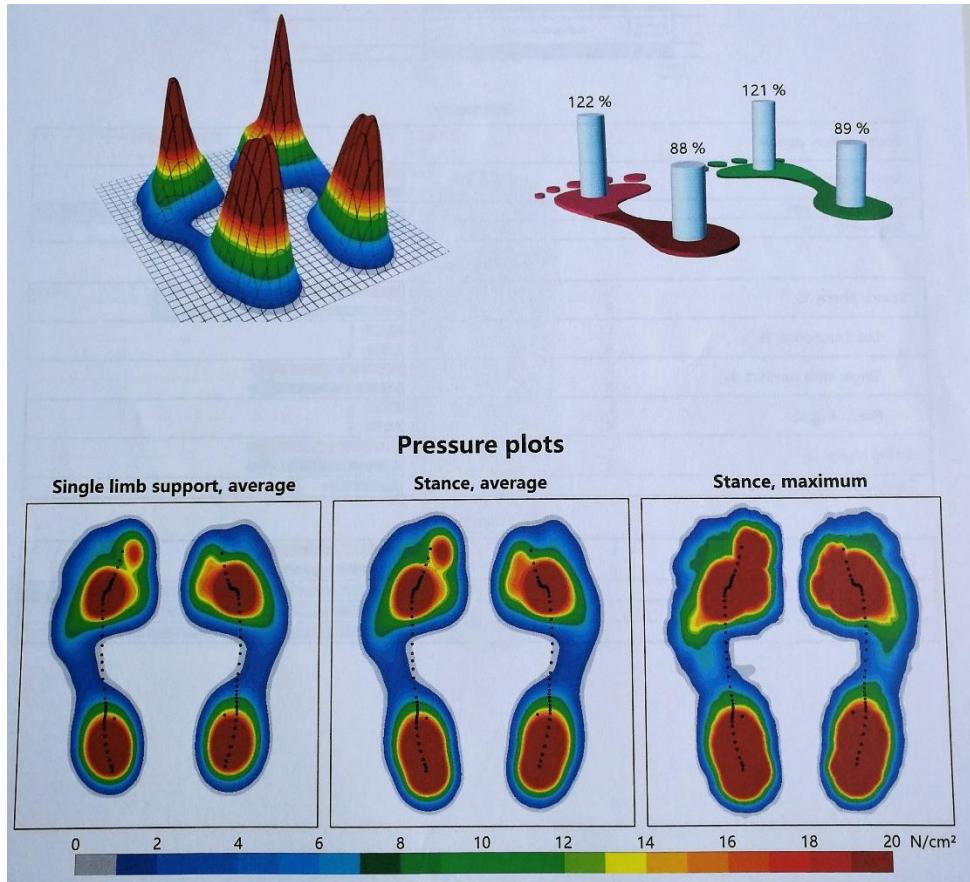 122 %
121 %
88 %
89 %
Pressure plots
Single limb support, average
Stance, average
Stance, maximum
0 2 4 6 8 10 12 14 16 18 20 N/cm²